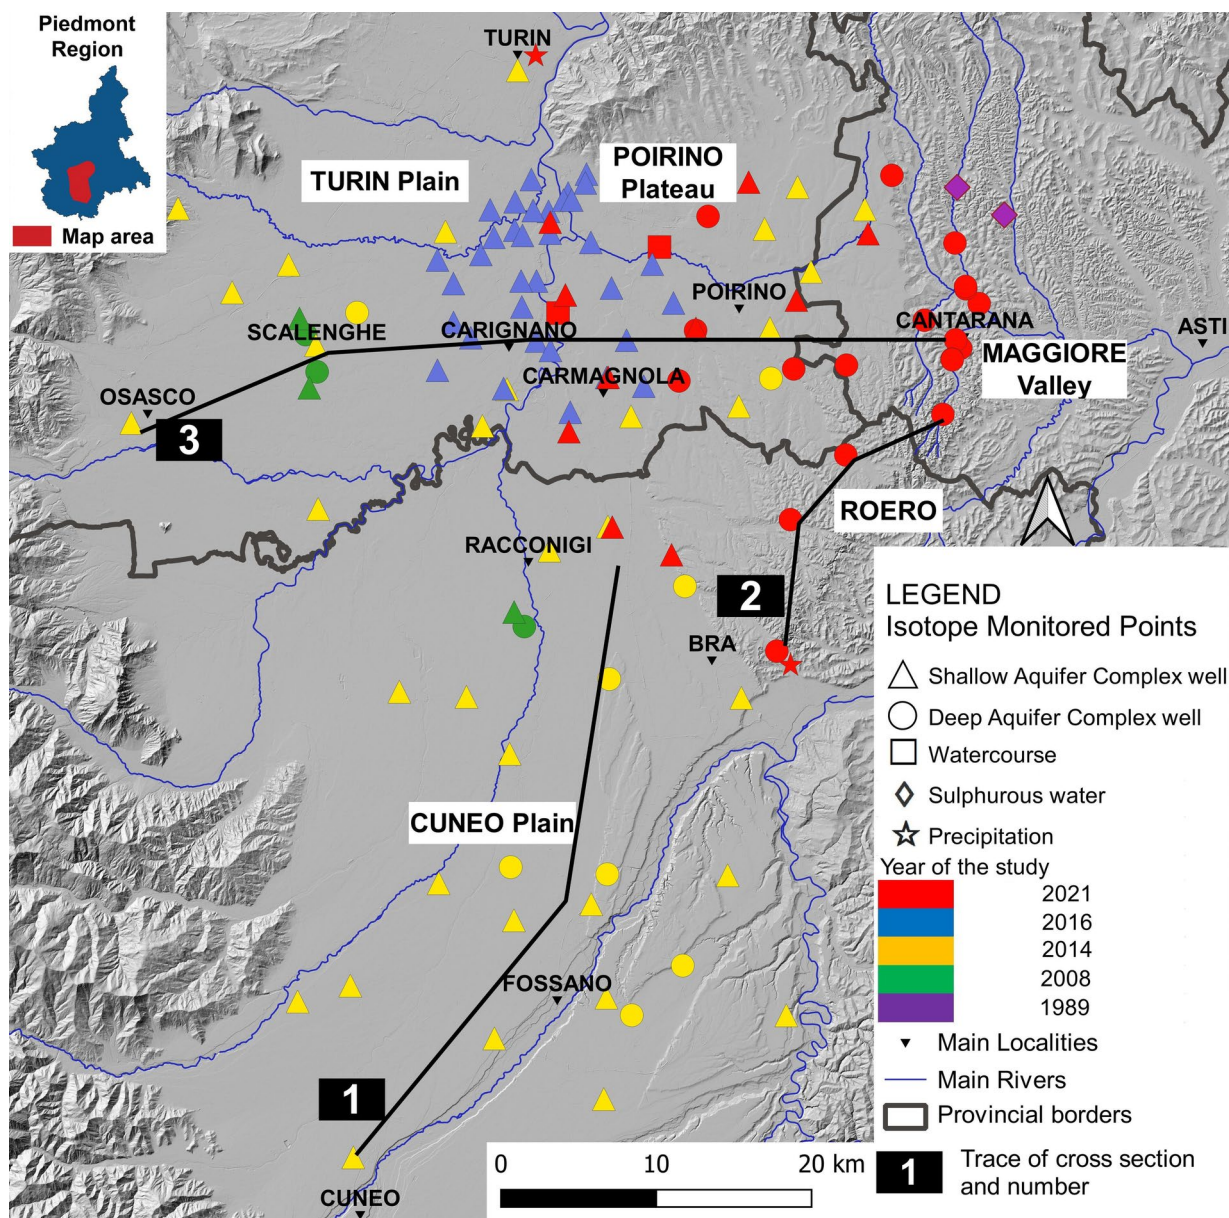 Piedmont
Region
Map area
TURIN
TURIN Plain
POIRINO
Plateau
POIRINO
SCALENGHE
CARIGNANO
CANTARANA
ASTI
MAGGIORE
Valley
OSASCO
CARMAGNOLA
3
ROERO
RACCONIGI
2
BRA
CUNEO Plain
FOSSANO
1
CUNEO
0
10
20 km
LEGEND
Isotope Monitored Points
Shallow Aquifer Complex well
Deep Aquifer Complex well
Watercourse
Sulphurous water
Precipitation
Year of the study
2021
2016
2014
2008
1989
Main Localities
Main Rivers
Provincial borders
1
Trace of cross section
and number